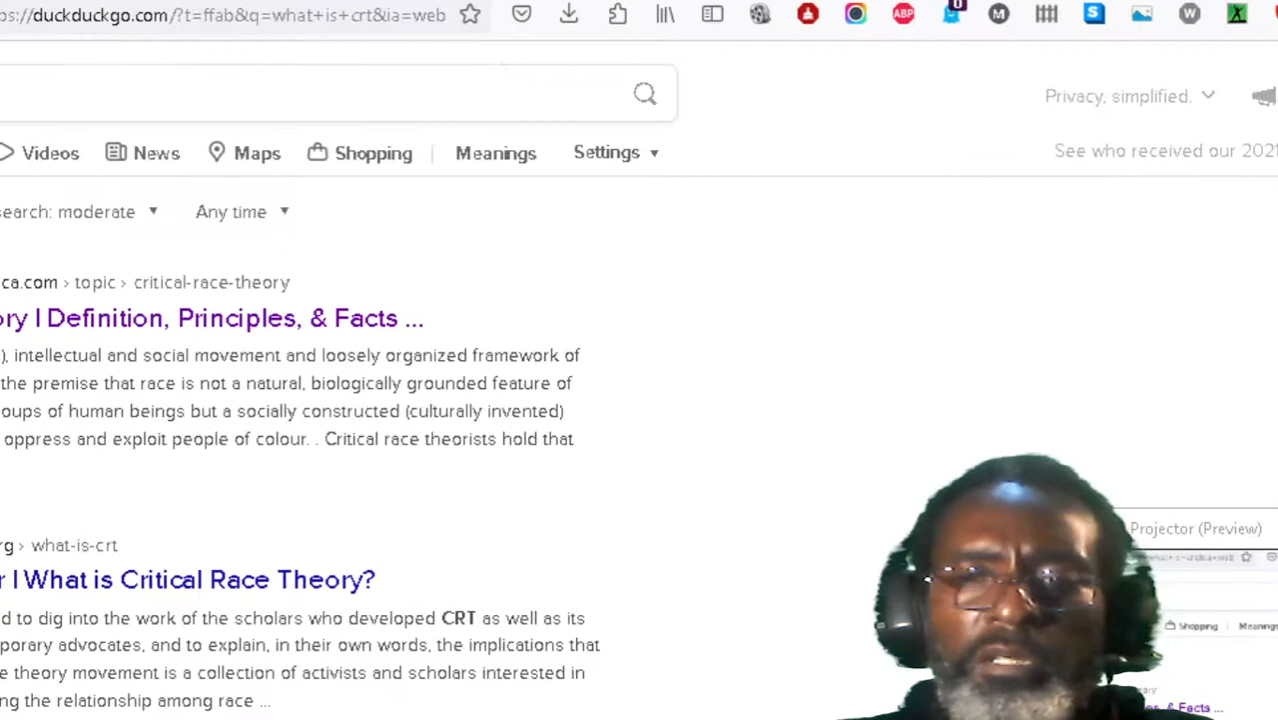 s://duckduckgo.com/?t=ffab&q=what+is+crt&ia=web
ABP
0
M
S
W
Privacy, simplified.
Videos News Maps Shopping Meanings Settings
See who received our 2021
search: moderate Any time
ca.com › topic › critical-race-theory
ory | Definition, Principles, & Facts ...
), intellectual and social movement and loosely organized framework of
the premise that race is not a natural, biologically grounded feature of
oups of human beings but a socially constructed (culturally invented)
oppress and exploit people of colour. . Critical race theorists hold that
Projector (Preview)
rg › what-is-crt
r | What is Critical Race Theory?
d to dig into the work of the scholars who developed CRT as well as its
porary advocates, and to explain, in their own words, the implications that
e theory movement is a collection of activists and scholars interested in
ng the relationship among race ...
Shopping Meanings
es, & Facts ...